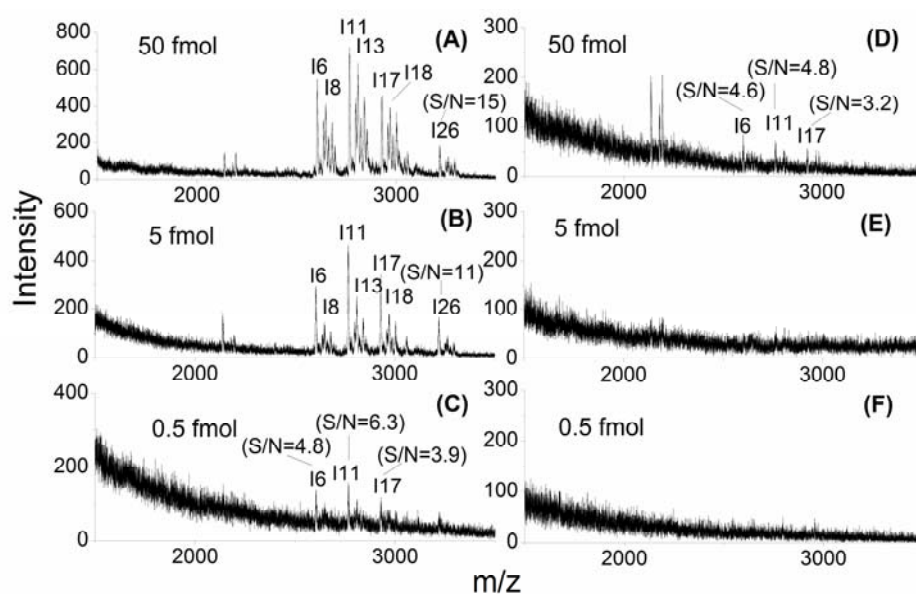 800
600
400
200
0
50 fmol
(A)
I6
I8
I11
I13
I17
I18
(S/N=15)
I26
2000
3000
600
400
200
0
5 fmol
(B)
I6
I8
I11
I13
I17
(S/N=11)
I18
I26
2000
3000
400
200
0
0.5 fmol
(C)
(S/N=6.3)
(S/N=4.8)
(S/N=3.9)
I6
I11
I17
2000
3000
Intensity
300
200
100
0
50 fmol
(D)
(S/N=4.8)
(S/N=4.6)
(S/N=3.2)
I6
I11
I17
2000
3000
300
200
100
0
5 fmol
(E)
2000
3000
300
200
100
0
0.5 fmol
(F)
2000
3000
m/z